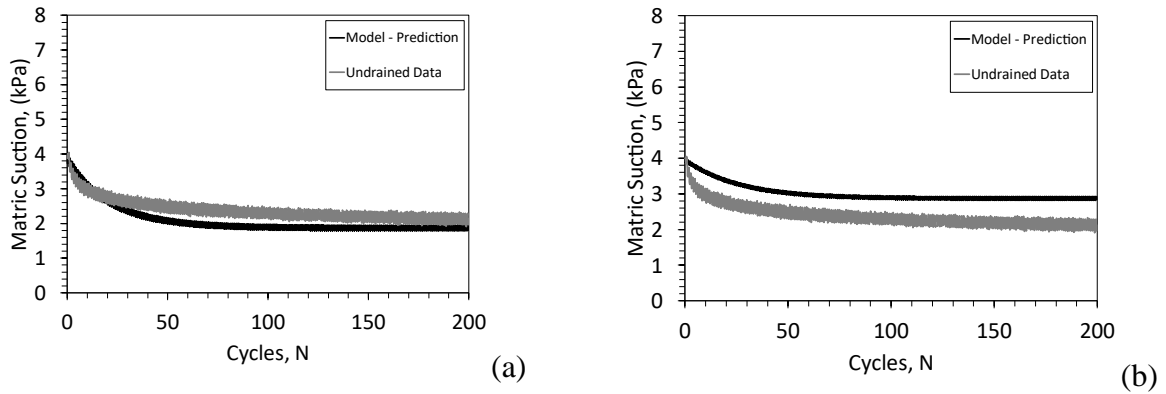 8
7
6
5
4
3
2
1
0
Matric Suction, (kPa)
Model - Prediction
Undrained Data
0 50 100 150 200
Cycles, N
(a)
8
7
6
5
4
3
2
1
0
Matric Suction, (kPa)
Model - Prediction
Undrained Data
0 50 100 150 200
Cycles, N
(b)